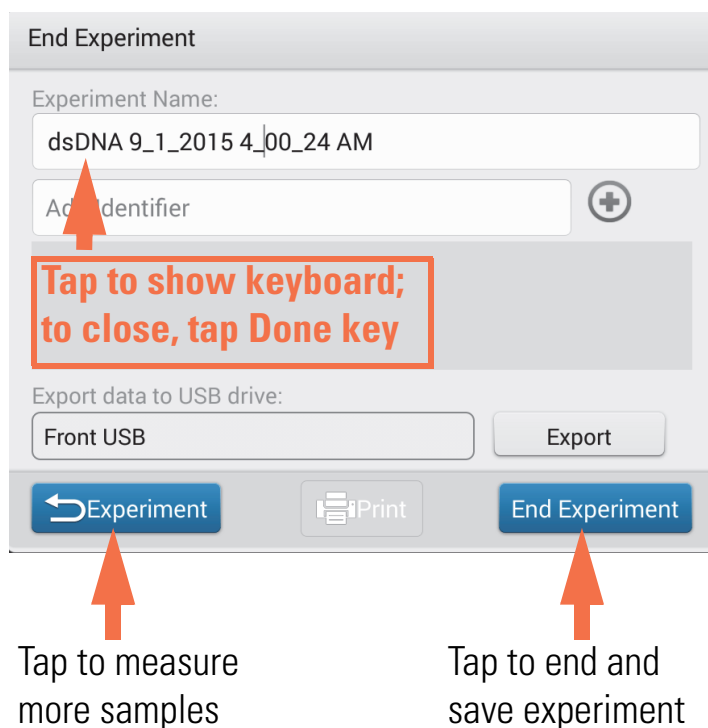 End Experiment
Experiment Name:
dsDNA 9_1_2015 4_00_24 AM
Add Identifier
Tap to show keyboard;
to close, tap Done key
Export data to USB drive:
Front USB
Export
Experiment
Print
End Experiment
Tap to measure
more samples
Tap to end and
save experiment